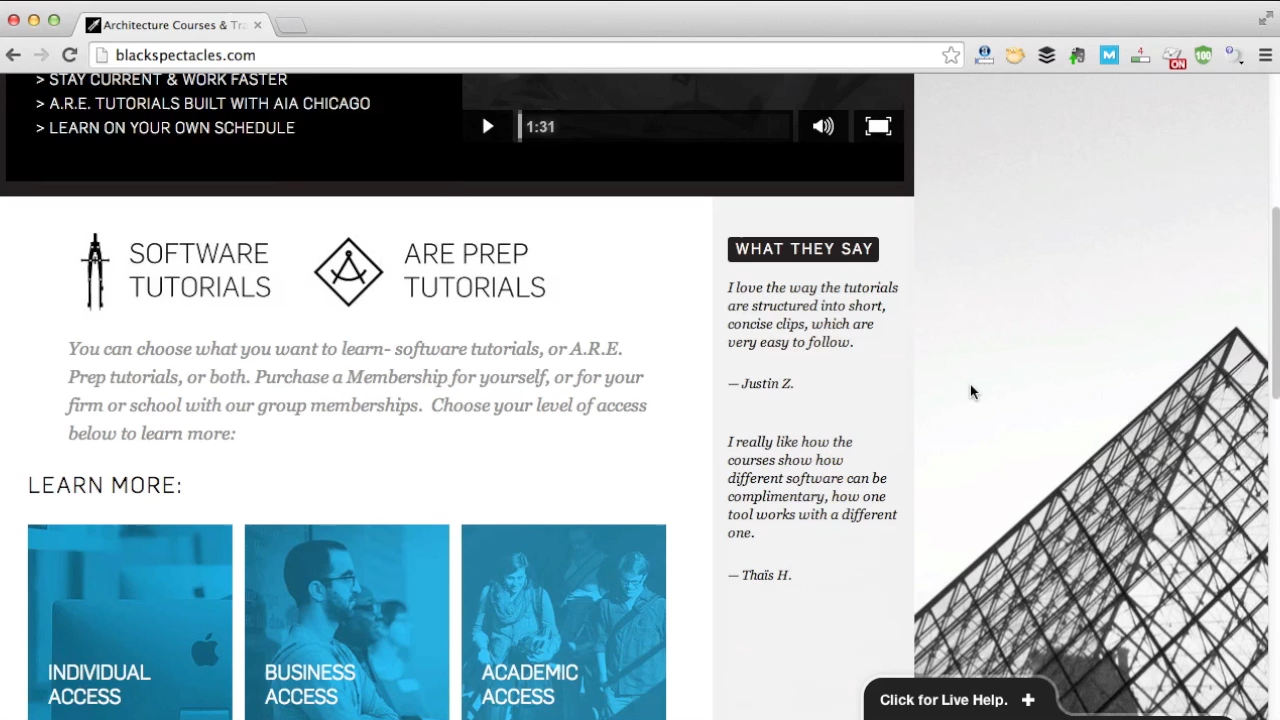 Architecture Courses & Tra
blackspectacles.com
4
ON
100
> STAY CURRENT & WORK FASTER
> A.R.E. TUTORIALS BUILT WITH AIA CHICAGO
> LEARN ON YOUR OWN SCHEDULE
1:31
SOFTWARE
TUTORIALS
ARE PREP
TUTORIALS
You can choose what you want to learn- software tutorials, or A.R.E.
Prep tutorials, or both. Purchase a Membership for yourself, or for your
firm or school with our group memberships.  Choose your level of access
below to learn more:
LEARN MORE:
INDIVIDUAL
ACCESS
BUSINESS
ACCESS
ACADEMIC
ACCESS
WHAT THEY SAY
I love the way the tutorials
are structured into short,
concise clips, which are
very easy to follow.
— Justin Z.
I really like how the
courses show how
different software can be
complimentary, how one
tool works with a different
one.
— Thaïs H.
Click for Live Help. +